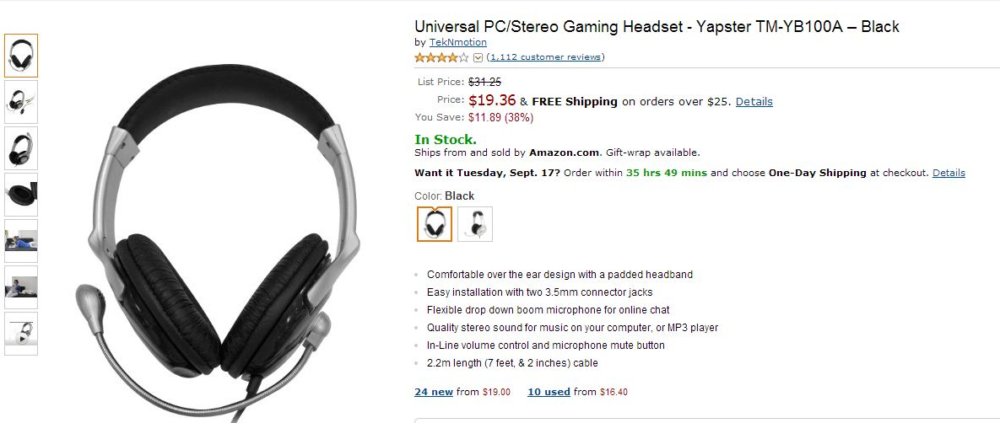 Universal PC/Stereo Gaming Headset - Yapster TM-YB100A – Black
by TekNmotion
(1,112 customer reviews)
List Price: $31.25
Price: $19.36 & FREE Shipping on orders over $25. Details
You Save: $11.89 (38%)
In Stock.
Ships from and sold by Amazon.com. Gift-wrap available.
Want it Tuesday, Sept. 17? Order within 35 hrs 49 mins and choose One-Day Shipping at checkout. Details
Color: Black
Comfortable over the ear design with a padded headband
Easy installation with two 3.5mm connector jacks
Flexible drop down boom microphone for online chat
Quality stereo sound for music on your computer, or MP3 player
In-Line volume control and microphone mute button
2.2m length (7 feet, & 2 inches) cable
24 new from $19.00 10 used from $16.40